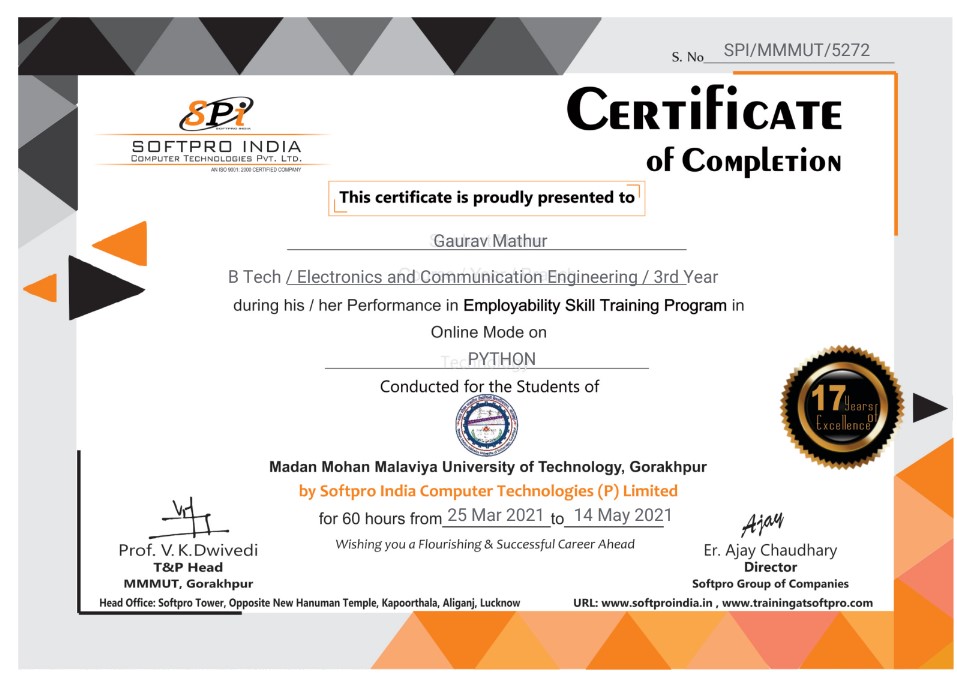 S. No SPI/MMMUT/5272
SPi
SOFTPRO INDIA
SOFTPRO INDIA
COMPUTER TECHNOLOGIES PVT. LTD.
AN ISO 9001: 2000 CERTIFIED COMPANY
CERTIFICATE
of COMPLETION
This certificate is proudly presented to
Gaurav Mathur
B Tech / Electronics and Communication Engineering / 3rd Year
during his / her Performance in Employability Skill Training Program in
Online Mode on
PYTHON
Conducted for the Students of
17 Years of
Excellence
Madan Mohan Malaviya University of Technology, Gorakhpur
by Softpro India Computer Technologies (P) Limited
for 60 hours from 25 Mar 2021 to 14 May 2021
Wishing you a Flourishing & Successful Career Ahead
Prof. V. K.Dwivedi
T&P Head
MMMUT, Gorakhpur
Ajay
Er. Ajay Chaudhary
Director
Softpro Group of Companies
Head Office: Softpro Tower, Opposite New Hanuman Temple, Kapoorthala, Aliganj, Lucknow
URL: www.softproindia.in , www.trainingatsoftpro.com